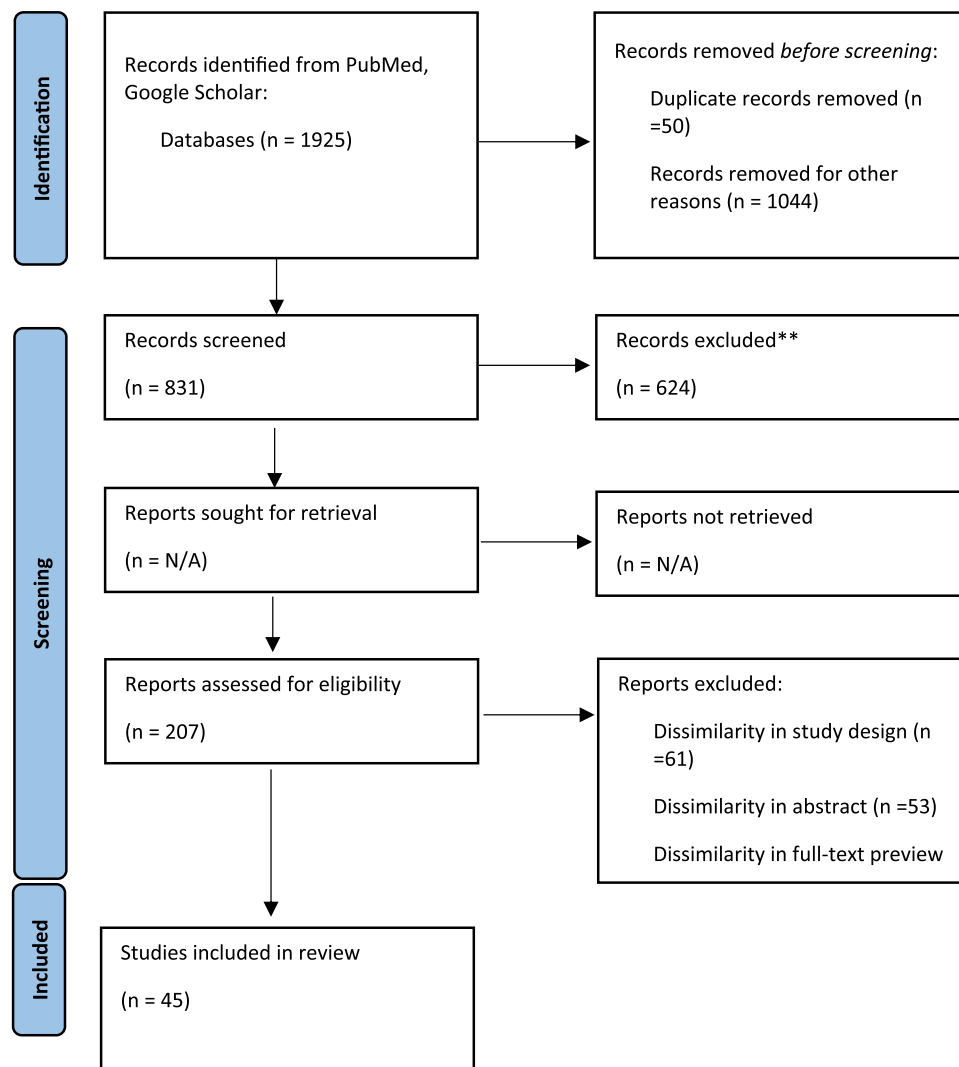 Identification
Records identified from PubMed,
Google Scholar:
Databases (n = 1925)
Records removed before screening:
Duplicate records removed (n
=50)
Records removed for other
reasons (n = 1044)
Screening
Records screened
(n = 831)
Records excluded**
(n = 624)
Reports sought for retrieval
(n = N/A)
Reports not retrieved
(n = N/A)
Reports assessed for eligibility
(n = 207)
Reports excluded:
Dissimilarity in study design (n
=61)
Dissimilarity in abstract (n =53)
Dissimilarity in full-text preview
Included
Studies included in review
(n = 45)